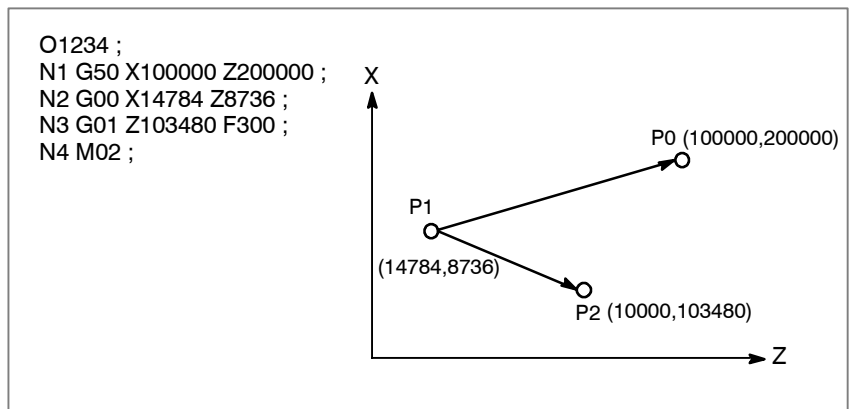 O1234 ;
N1 G50 X100000 Z200000 ;
N2 G00 X14784 Z8736 ;
N3 G01 Z103480 F300 ;
N4 M02 ;
X
P0 (100000,200000)
P1
(14784,8736)
P2 (10000,103480)
Z